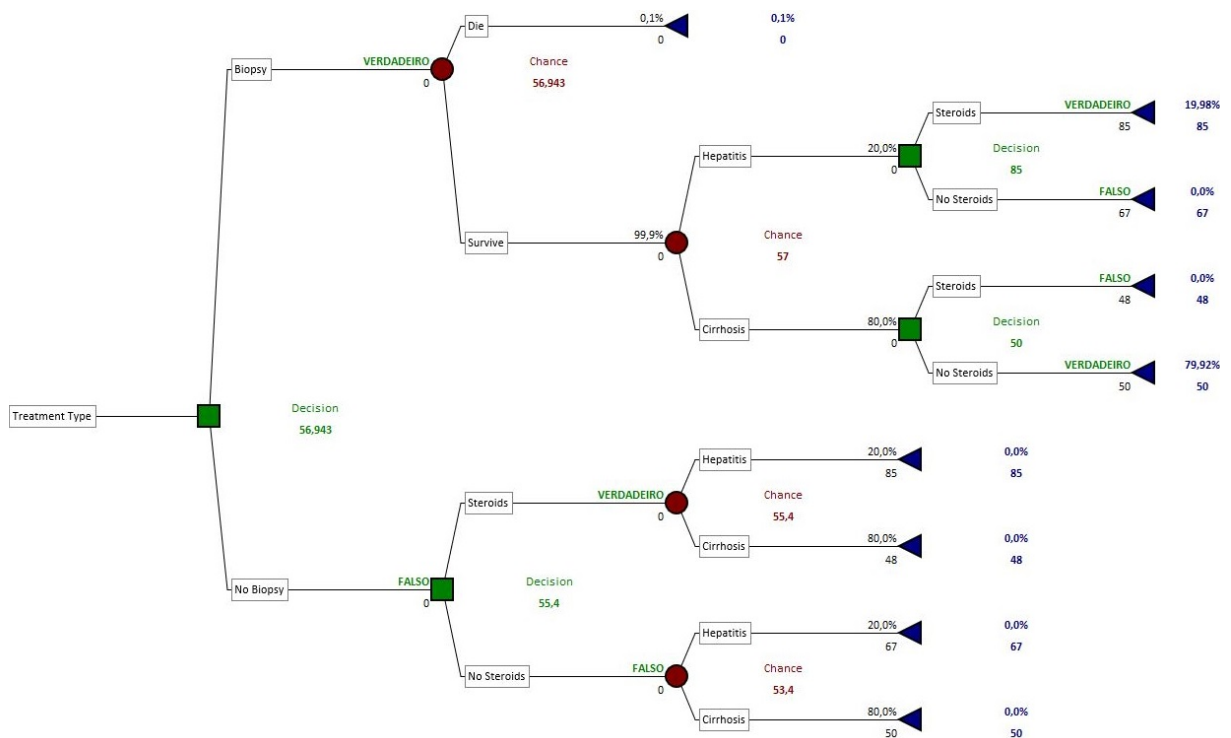 Die
0,1%
0
0,1%
0
Biopsy
VERDADEIRO
0
Chance
56,943
Steroids
VERDADEIRO
85
19,98%
85
Hepatitis
20,0%
0
Decision
85
No Steroids
FALSO
67
0,0%
67
Survive
99,9%
0
Chance
57
Steroids
FALSO
48
0,0%
48
Cirrhosis
80,0%
0
Decision
50
No Steroids
VERDADEIRO
50
79,92%
50
Treatment Type
Decision
56,943
Hepatitis
20,0%
85
0,0%
85
Steroids
VERDADEIRO
0
Chance
55,4
Cirrhosis
80,0%
48
0,0%
48
No Biopsy
FALSO
0
Decision
55,4
Hepatitis
20,0%
67
0,0%
67
No Steroids
FALSO
0
Chance
53,4
Cirrhosis
80,0%
50
0,0%
50